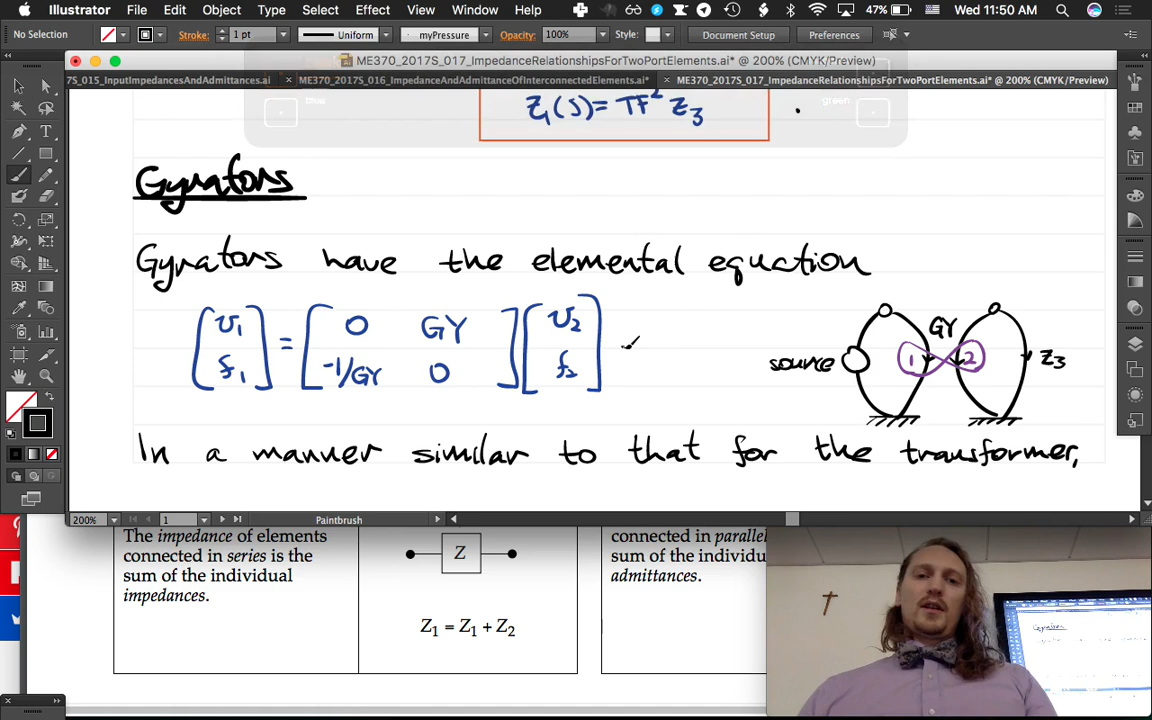 Illustrator File Edit Object Type Select Effect View Window Help 47% Wed 11:50 AM
No Selection Stroke: 1 pt Uniform myPressure Opacity: 100% Style: Document Setup Preferences
ME370_2017S_017_ImpedanceRelationshipsForTwoPortElements.ai* @ 200% (CMYK/Preview)
7S_015_InputImpedancesAndAdmittances.ai ME370_2017S_016_ImpedanceAndAdmittanceOfInterconnectedElements.ai* ME370_2017S_017_ImpedanceRelationshipsForTwoPortElements.ai* @ 200% (CMYK/Preview)
true green
Z1(s) = TF² Z3
Gyrators
Gyrators have the elemental equation
[v1 = [0 GY [v2
f1] -1/GY 0] f2]
source 1 GY 2 Z3
In a manner similar to that for the transformer,
200% 1 Paintbrush
The impedance of elements
connected in series is the
sum of the individual
impedances.
Z
Z1 = Z1 + Z2
connected in parallel
sum of the individu
admittances.
Gyrators